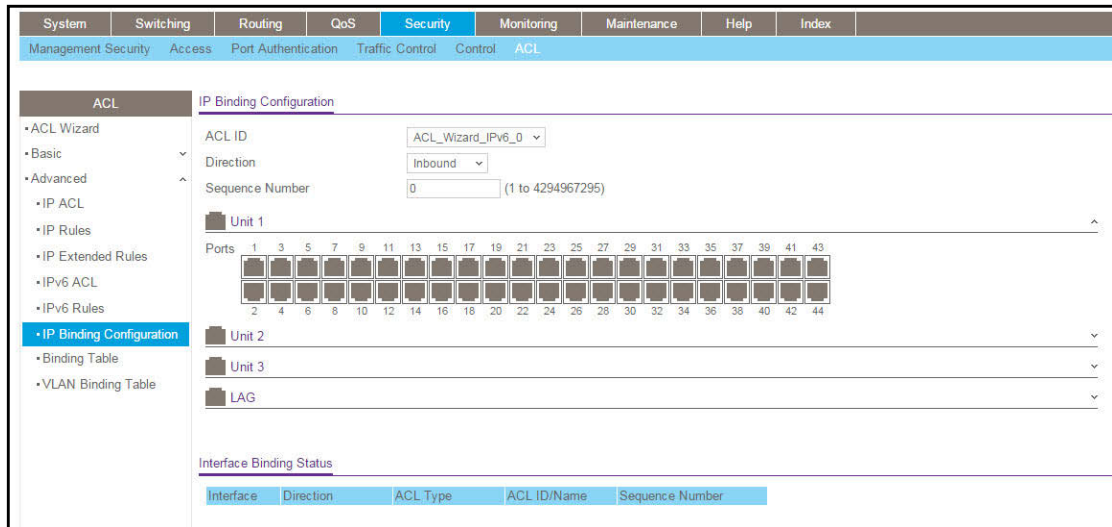 System Switching Routing QoS Security Monitoring Maintenance Help Index
Management Security Access Port Authentication Traffic Control Control ACL
ACL
ACL Wizard
Basic
Advanced
IP ACL
IP Rules
IP Extended Rules
IPv6 ACL
IPv6 Rules
IP Binding Configuration
Binding Table
VLAN Binding Table
IP Binding Configuration
ACL ID ACL_Wizard_IPv6_0
Direction Inbound
Sequence Number 0 (1 to 4294967295)
Unit 1
Ports 1 3 5 7 9 11 13 15 17 19 21 23 25 27 29 31 33 35 37 39 41 43
2 4 6 8 10 12 14 16 18 20 22 24 26 28 30 32 34 36 38 40 42 44
Unit 2
Unit 3
LAG
Interface Binding Status
Interface Direction ACL Type ACL ID/Name Sequence Number